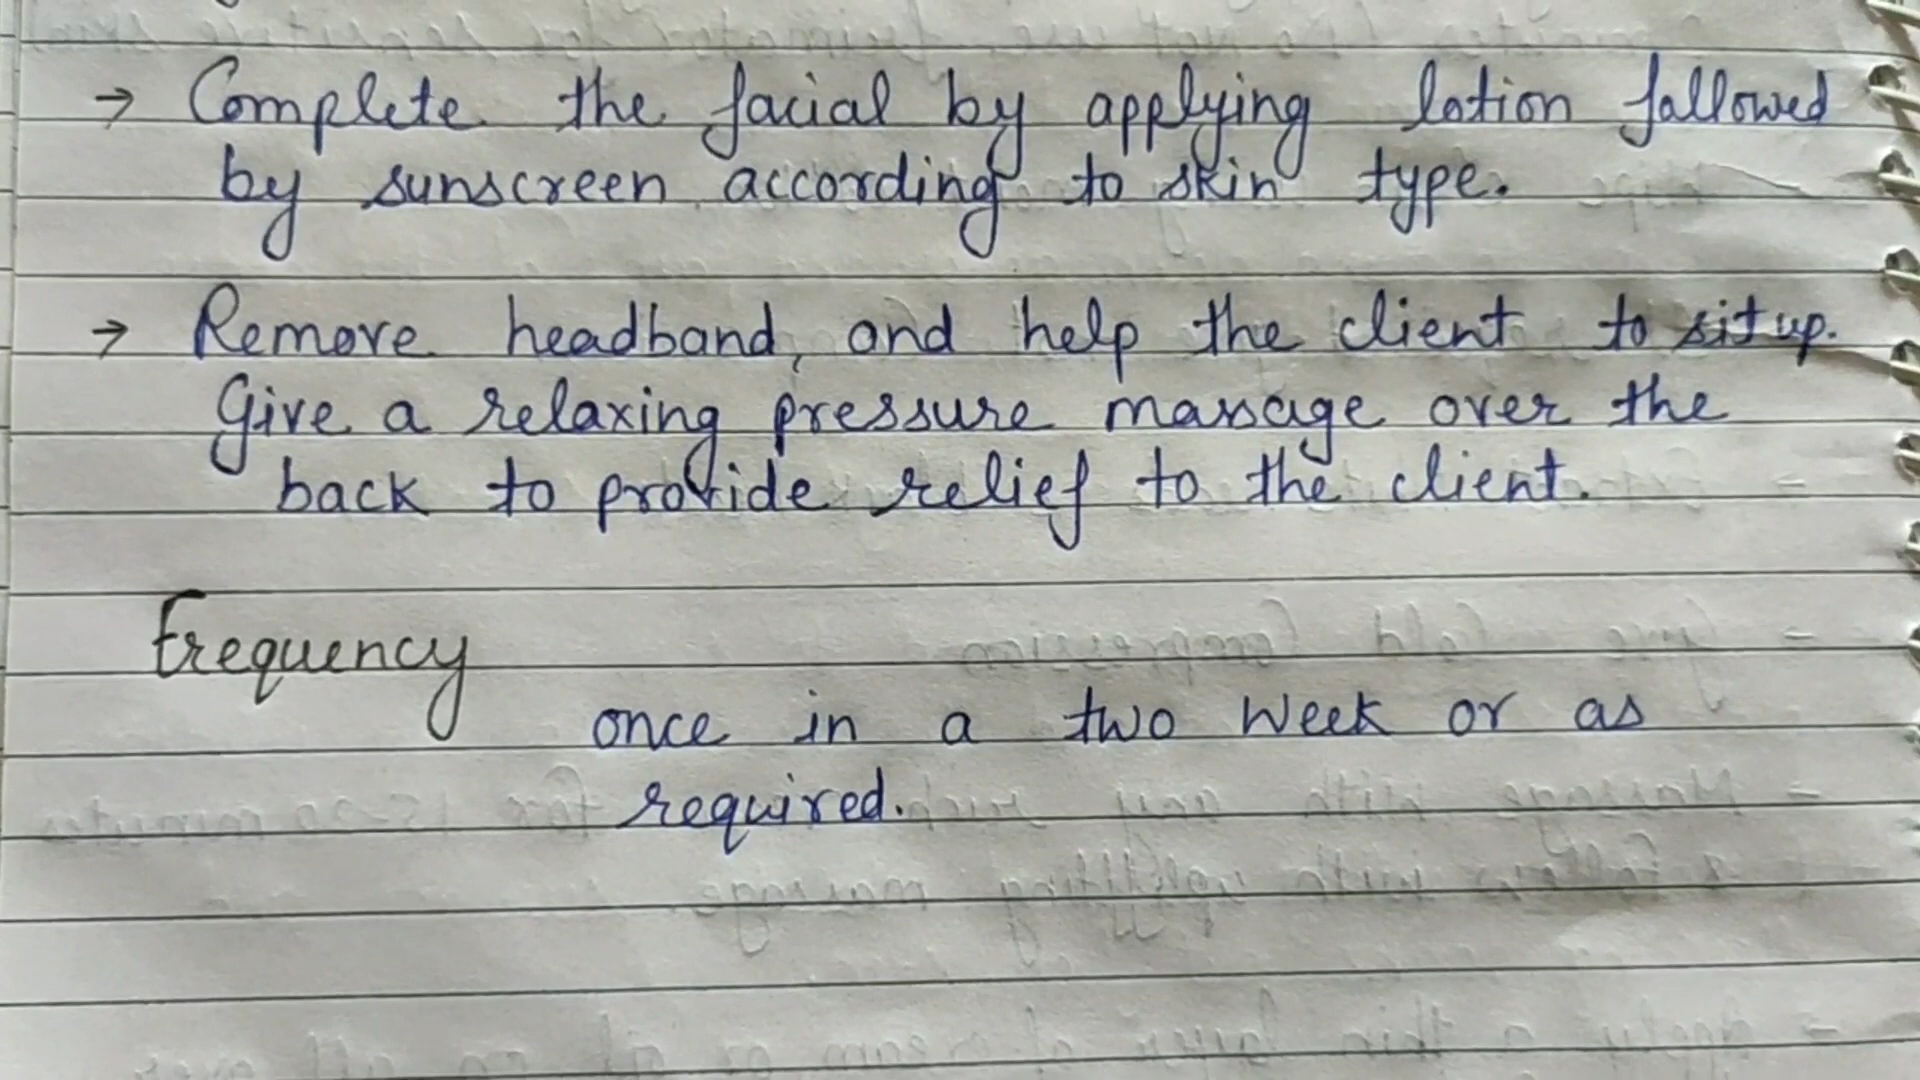 → Complete the facial by applying lotion fallowed
by sunscreen according to skin type.
→ Remove headband, and help the client to sit up.
Give a relaxing pressure massage over the
back to provide relief to the client.
Frequency
once in a two week or as
required.